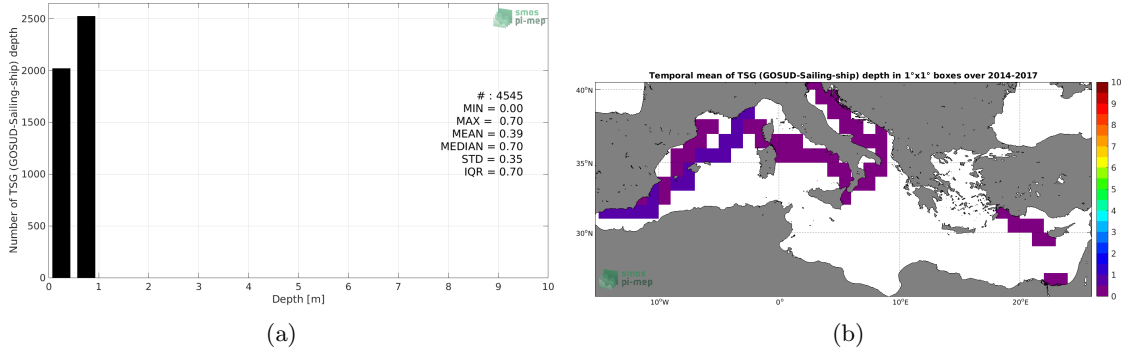 Number of TSG (GOSUD-Sailing-ship) depth
2500
2000
1500
1000
500
0
smos
pi-mep
# : 4545
MIN = 0.00
MAX = 0.70
MEAN = 0.39
MEDIAN = 0.70
STD = 0.35
IQR = 0.70
0 1 2 3 4 5 6 7 8 9 10
Depth [m]
(a)
Temporal mean of TSG (GOSUD-Sailing-ship) depth in 1°x1° boxes over 2014-2017
40°N
35°N
30°N
smos
pi-mep
10°W 0° 10°E 20°E
10
9
8
7
6
5
4
3
2
1
0
(b)